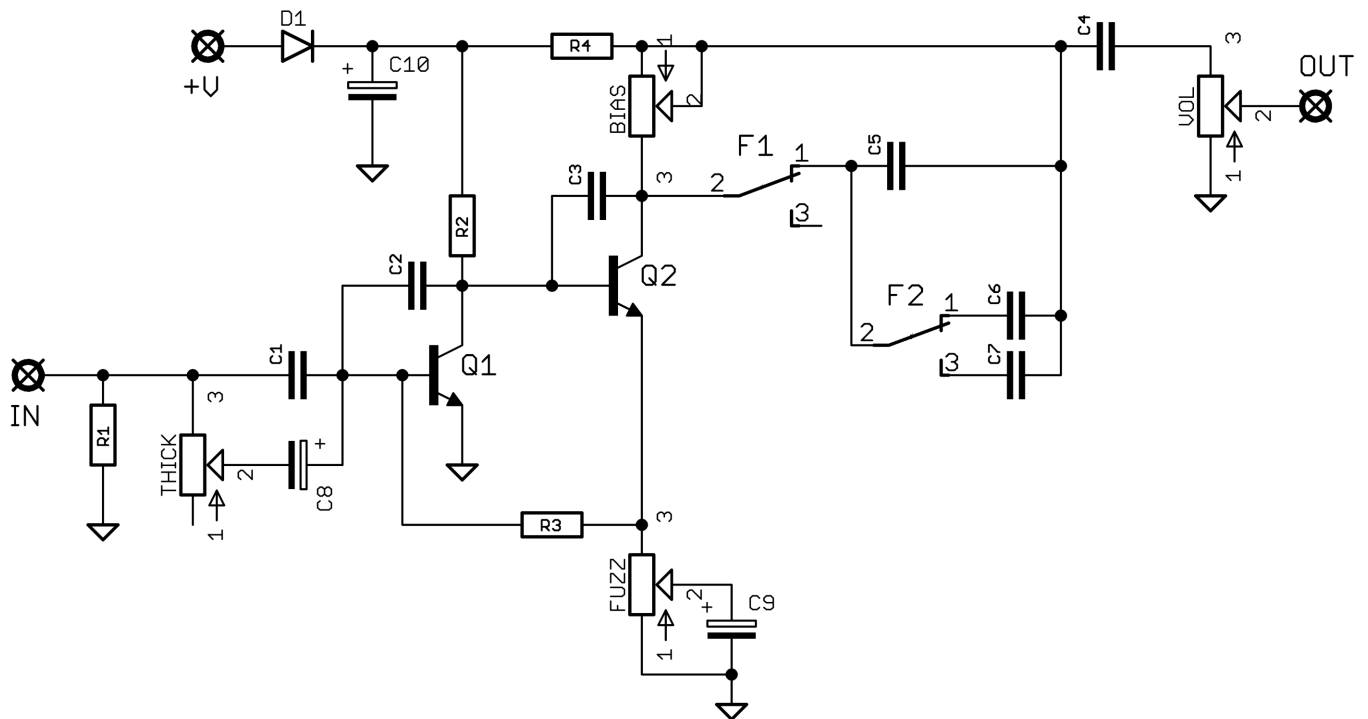 D1
C4
3
R4
1
C10
OUT
+V
BIAS
2
VOL
2
F1
1
C5
C3
3
2
1
3
R2
C2
Q2
F2
1
C6
2
3
C7
C1
Q1
IN
3
R1
THICK
2
C8
1
R3
3
FUZZ
2
C9
1
+
+
+